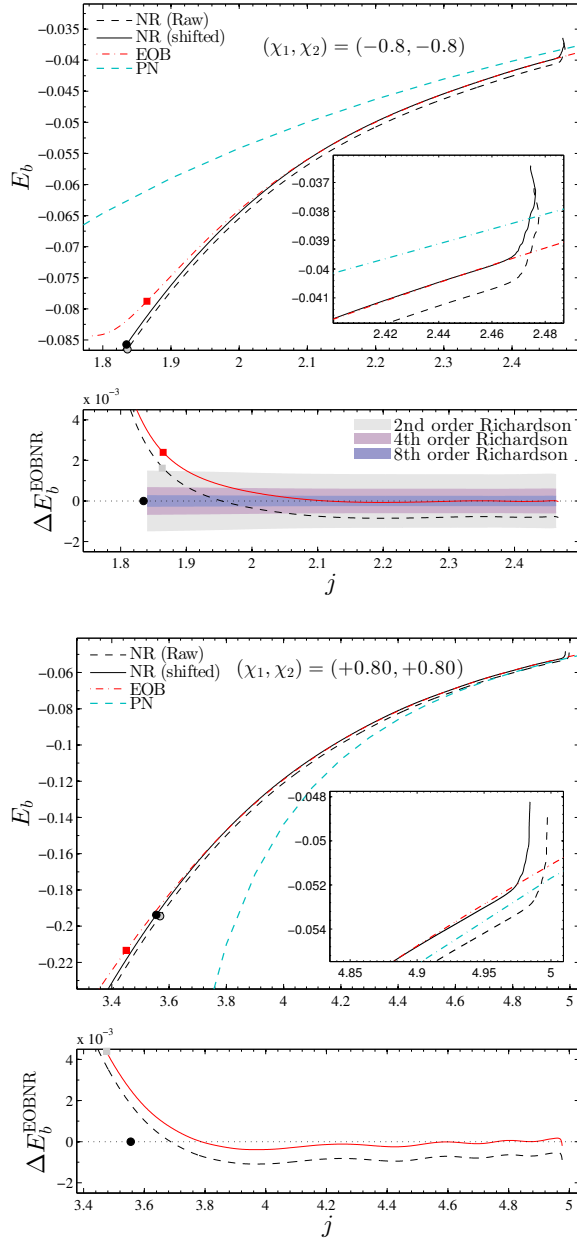 NR (Raw)
NR (shifted)
EOB
PN
(χ₁, χ₂) = (−0.8, −0.8)
−0.035
−0.04
−0.045
−0.05
−0.055
−0.06
−0.065
−0.07
−0.075
−0.08
−0.085
E_b
−0.037
−0.038
−0.039
−0.04
−0.041
2.42 2.44 2.46 2.48
1.8 1.9 2 2.1 2.2 2.3 2.4
x 10⁻³
4
2
0
−2
ΔE_b^EOBNR
2nd order Richardson
4th order Richardson
8th order Richardson
1.8 1.9 2 2.1 2.2 2.3 2.4
j
NR (Raw)
NR (shifted)
EOB
PN
(χ₁, χ₂) = (+0.80, +0.80)
−0.06
−0.08
−0.1
−0.12
−0.14
−0.16
−0.18
−0.2
−0.22
E_b
−0.048
−0.05
−0.052
−0.054
4.85 4.9 4.95 5
3.4 3.6 3.8 4 4.2 4.4 4.6 4.8 5
x 10⁻³
4
2
0
−2
ΔE_b^EOBNR
3.4 3.6 3.8 4 4.2 4.4 4.6 4.8 5
j